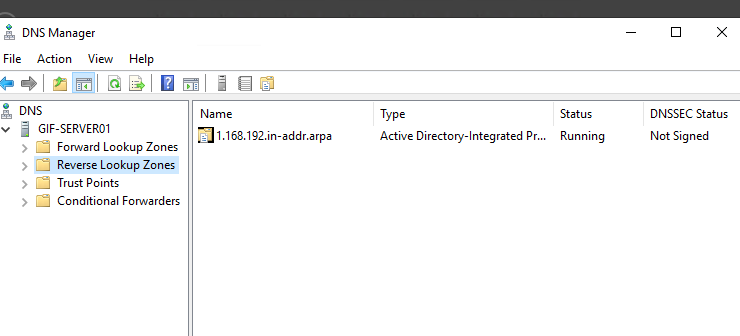 DNS Manager
File Action View Help
DNS
GIF-SERVER01
Forward Lookup Zones
Reverse Lookup Zones
Trust Points
Conditional Forwarders
Name Type Status DNSSEC Status
1.168.192.in-addr.arpa Active Directory-Integrated Pr... Running Not Signed